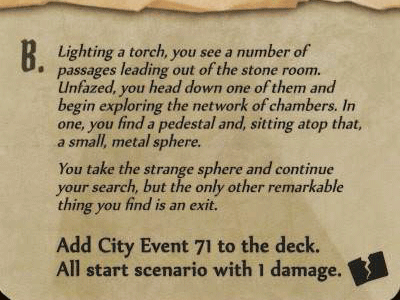 B. Lighting a torch, you see a number of
passages leading out of the stone room.
Unfazed, you head down one of them and
begin exploring the network of chambers. In
one, you find a pedestal and, sitting atop that,
a small, metal sphere.
You take the strange sphere and continue
your search, but the only other remarkable
thing you find is an exit.
Add City Event 71 to the deck.
All start scenario with 1 damage.